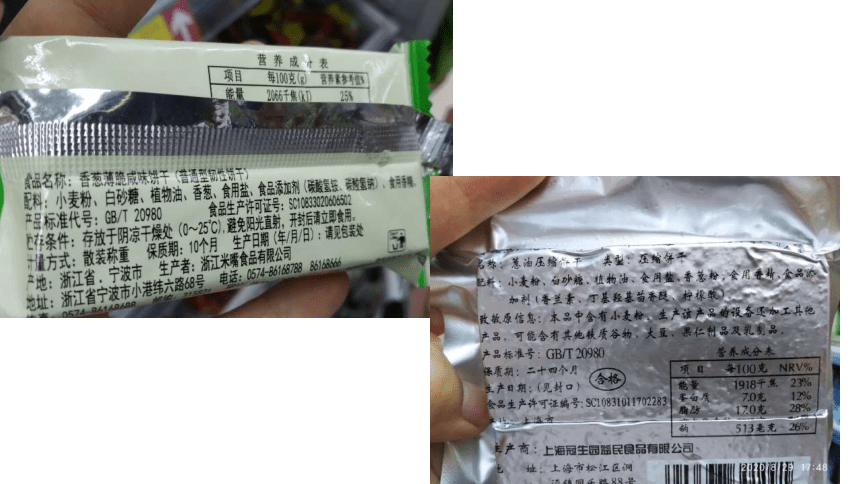 营养成分表
项目 每100克(g) 营养素参考值%
能量 2066千焦(kJ) 25%
食品名称：香葱薄脆咸味饼干（普通型韧性饼干）
配料：小麦粉、白砂糖、植物油、香葱、食用盐、食品添加剂（碳酸氢铵、碳酸氢钠）、食用香精。
产品标准代号：GB/T 20980 食品生产许可证号：SC10833020606502
贮存条件：存放于阴凉干燥处（0～25℃），避免阳光直射，开封后请立即食用。
计量方式：散装称重 保质期：10个月 生产日期（年/月/日）：请见包装处
产地：浙江省．宁波市 生产者：浙江米嘴食品有限公司
地址：浙江省宁波市小港纬六路68号 电话：0574-86168788 86168666
0574-86168688
名称：葱油压缩饼干 类型：压缩饼干
配料：小麦粉，白砂糖，植物油，食用盐，香葱粉，食用香精，食品添
加剂（香兰素，丁基羟基茴香醚，柠檬酸）
致敏原信息：本品中含有小麦粉，生产该产品的设备还加工其他
产品，可能含有其他麸质谷物，大豆，果仁制品及乳制品。
产品标准号：GB/T 20980
保质期：二十四个月
生产日期：（见封口） 合格
食品生产许可证编号：SC10831011702283
上海市
营养成分表
项目 每100克 NRV%
能量 1918千焦 23%
蛋白质 7.0克 12%
脂肪 17.0克 28%
钠 513毫克 26%
生产商：上海冠生园益民食品有限公司
地址：上海市松江区洞
2020/8/29 17:48